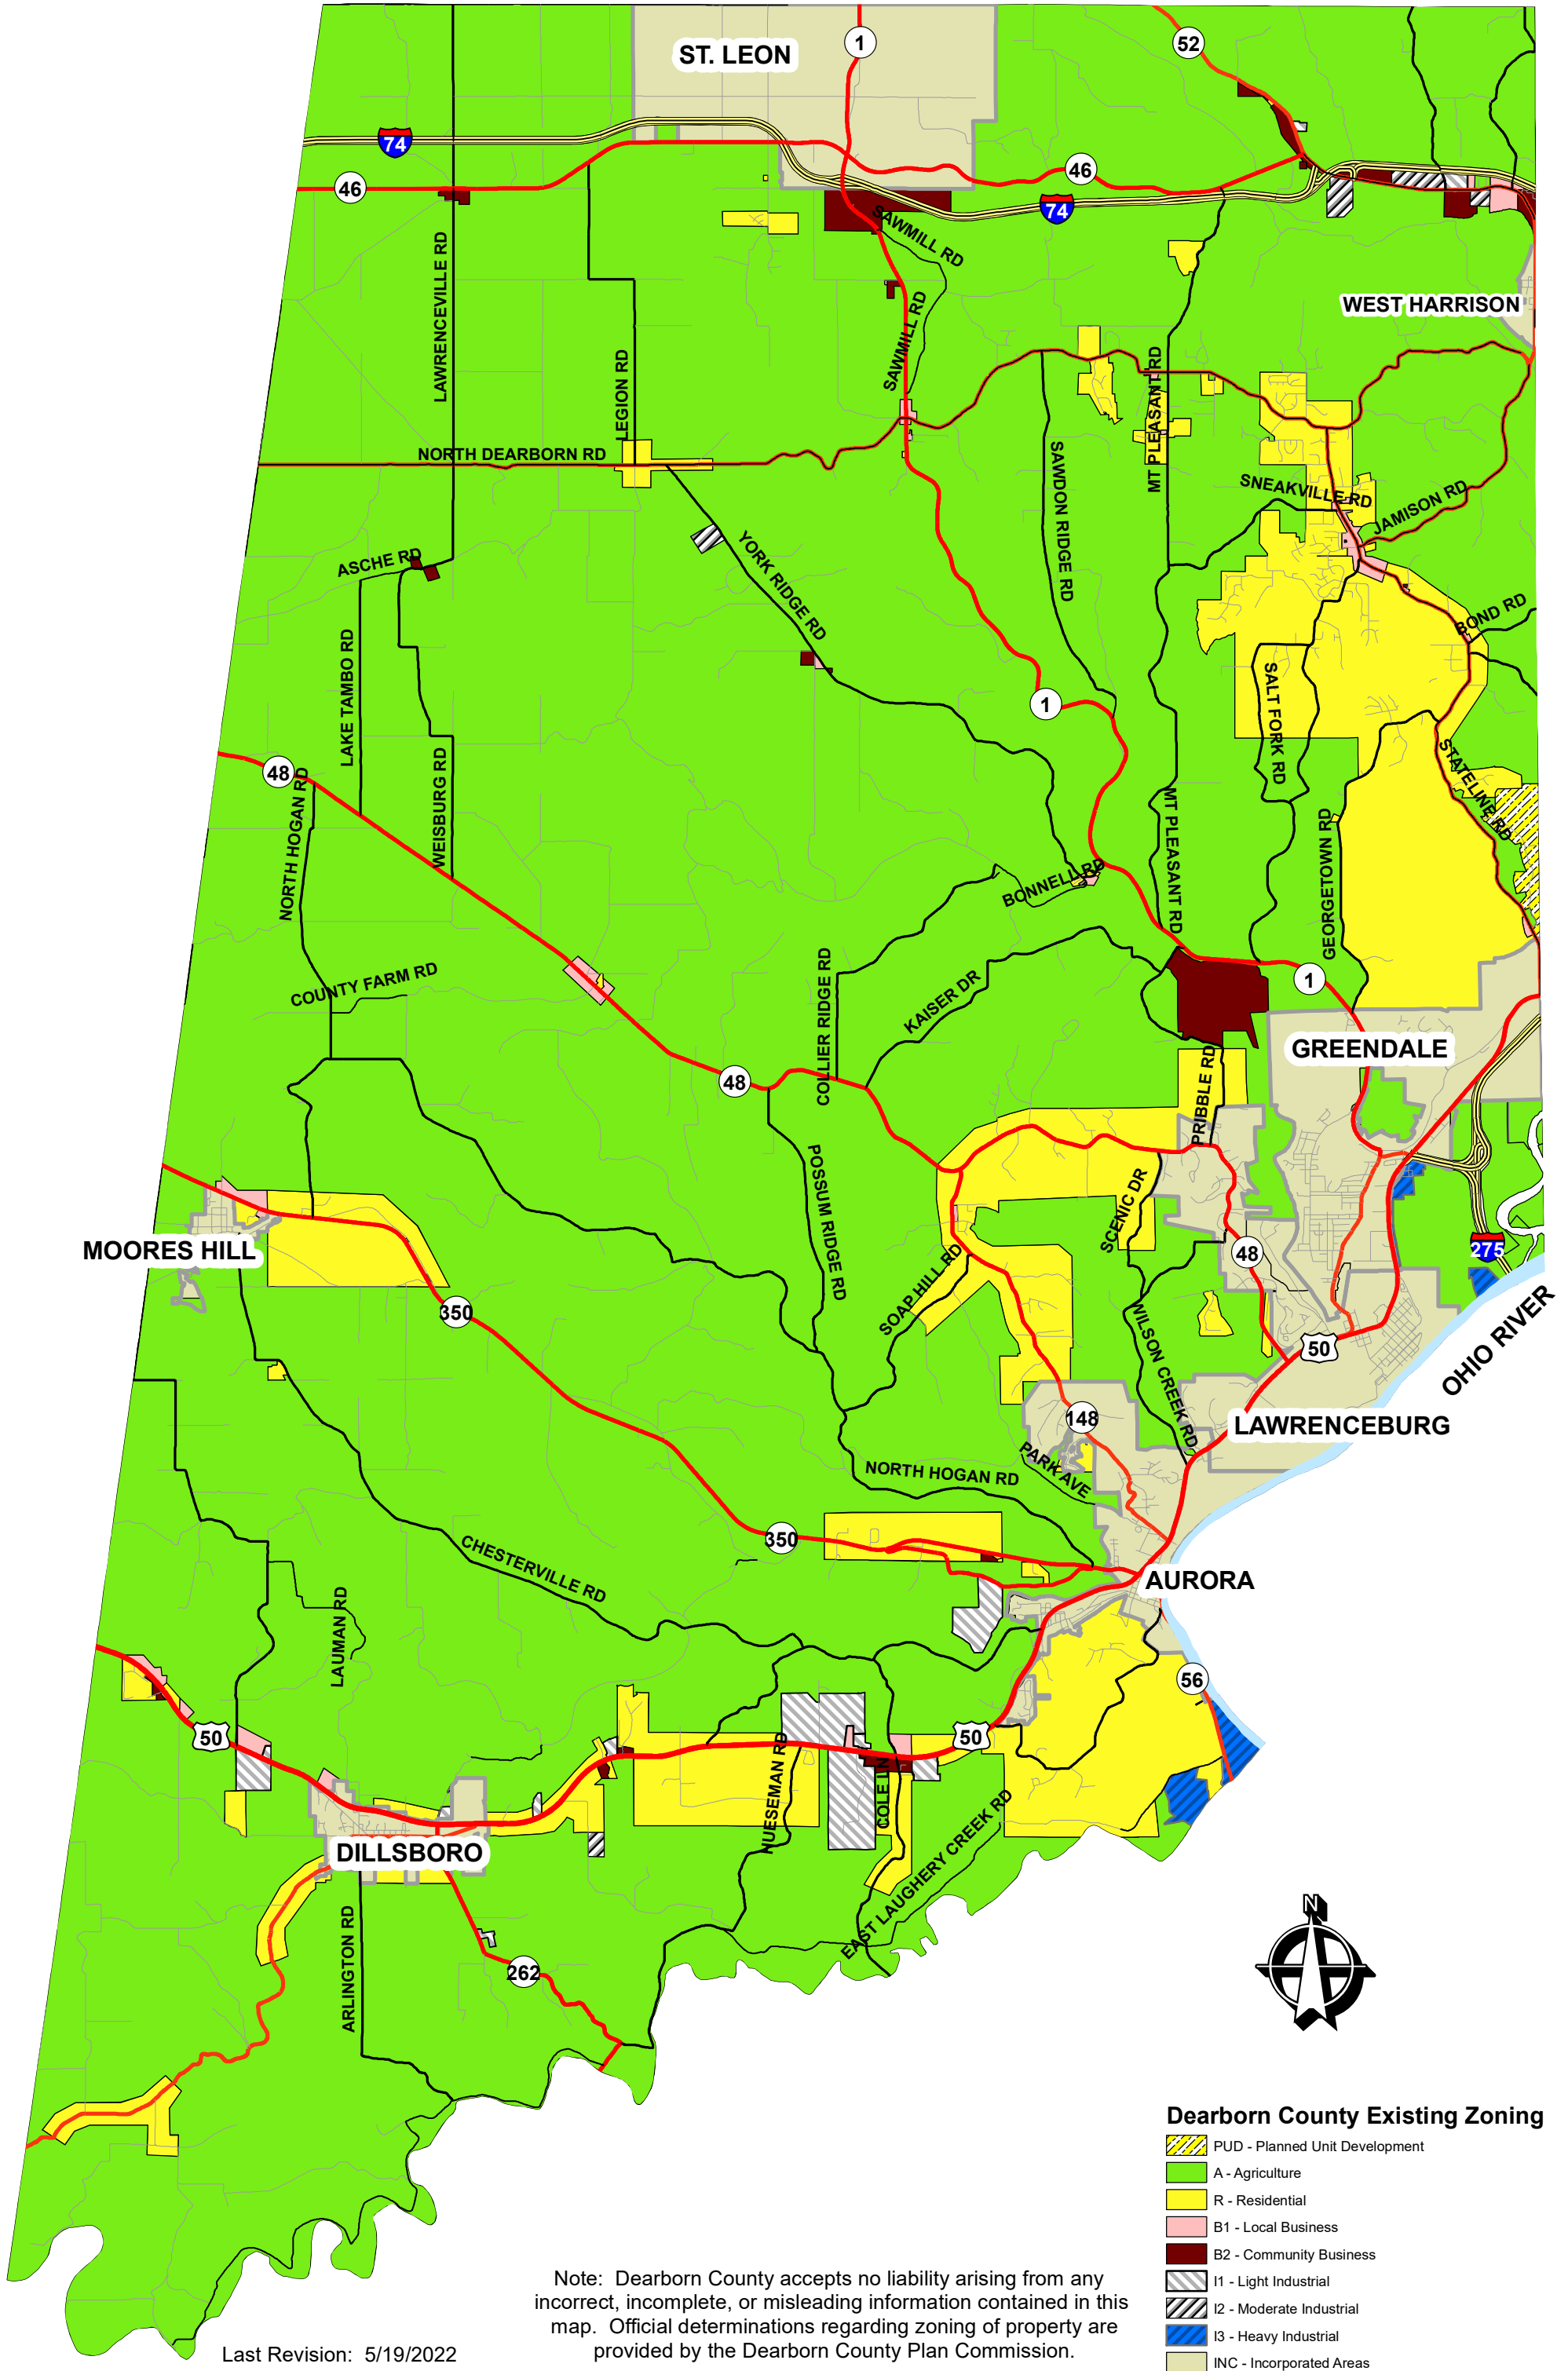 ST. LEON
1
52
74
46
46
74
SAWMILL RD
LAWRENCEVILLE RD
WEST HARRISON
SAWMILL RD
LEGION RD
MT PLEASANT RD
NORTH DEARBORN RD
SAWDON RIDGE RD
SNEAKVILLE RD
JAMISON RD
ASCHE RD
YORK RIDGE RD
BOND RD
LAKE TAMBO RD
SALT FORK RD
1
48
NORTH HOGAN RD
WEISBURG RD
STATELINE RD
MT PLEASANT RD
GEORGETOWN RD
BONNELL RD
COUNTY FARM RD
COLLIER RIDGE RD
KAISER DR
1
GREENDALE
48
PRIBBLE RD
POSSUM RIDGE RD
SCENIC DR
MOORES HILL
48
275
SOAP HILL RD
350
WILSON CREEK RD
50
OHIO RIVER
148
LAWRENCEBURG
PARK AVE
NORTH HOGAN RD
350
CHESTERVILLE RD
AURORA
LAUMAN RD
56
50
50
HUESEMAN RD
COLE LN
DILLSBORO
EAST LAUGHERY CREEK RD
ARLINGTON RD
262
N
Dearborn County Existing Zoning
PUD - Planned Unit Development
A - Agriculture
R - Residential
B1 - Local Business
B2 - Community Business
I1 - Light Industrial
I2 - Moderate Industrial
I3 - Heavy Industrial
INC - Incorporated Areas
Note: Dearborn County accepts no liability arising from any
incorrect, incomplete, or misleading information contained in this
map. Official determinations regarding zoning of property are
provided by the Dearborn County Plan Commission.
Last Revision: 5/19/2022